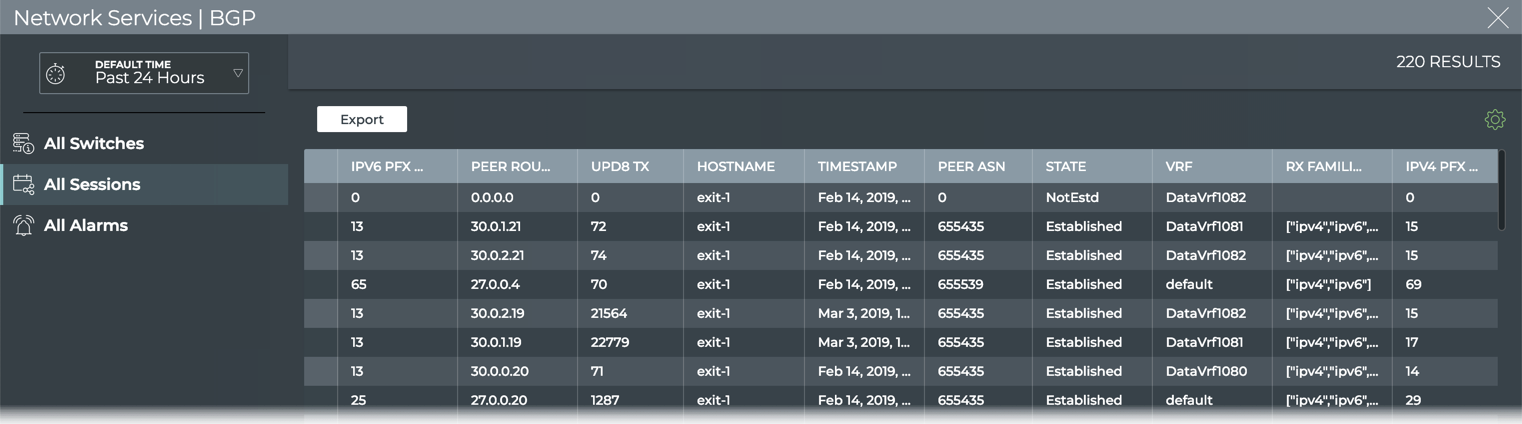 Network Services | BGP
DEFAULT TIME
Past 24 Hours
220 RESULTS
All Switches
All Sessions
All Alarms
Export
IPV6 PFX ... PEER ROU... UPD8 TX HOSTNAME TIMESTAMP PEER ASN STATE VRF RX FAMILI... IPV4 PFX ...
0 0.0.0.0 0 exit-1 Feb 14, 2019, ... 0 NotEstd DataVrf1082 0
13 30.0.1.21 72 exit-1 Feb 14, 2019, ... 655435 Established DataVrf1081 ["ipv4","ipv6",... 15
13 30.0.2.21 74 exit-1 Feb 14, 2019, ... 655435 Established DataVrf1082 ["ipv4","ipv6",... 15
65 27.0.0.4 70 exit-1 Feb 14, 2019, ... 655539 Established default ["ipv4","ipv6"] 69
13 30.0.2.19 21564 exit-1 Mar 3, 2019, 1... 655435 Established DataVrf1082 ["ipv4","ipv6",... 15
13 30.0.1.19 22779 exit-1 Mar 3, 2019, 1... 655435 Established DataVrf1081 ["ipv4","ipv6",... 17
13 30.0.0.20 71 exit-1 Feb 14, 2019, ... 655435 Established DataVrf1080 ["ipv4","ipv6",... 14
25 27.0.0.20 1287 exit-1 Feb 14, 2019, ... 655435 Established default ["ipv4","ipv6",... 29